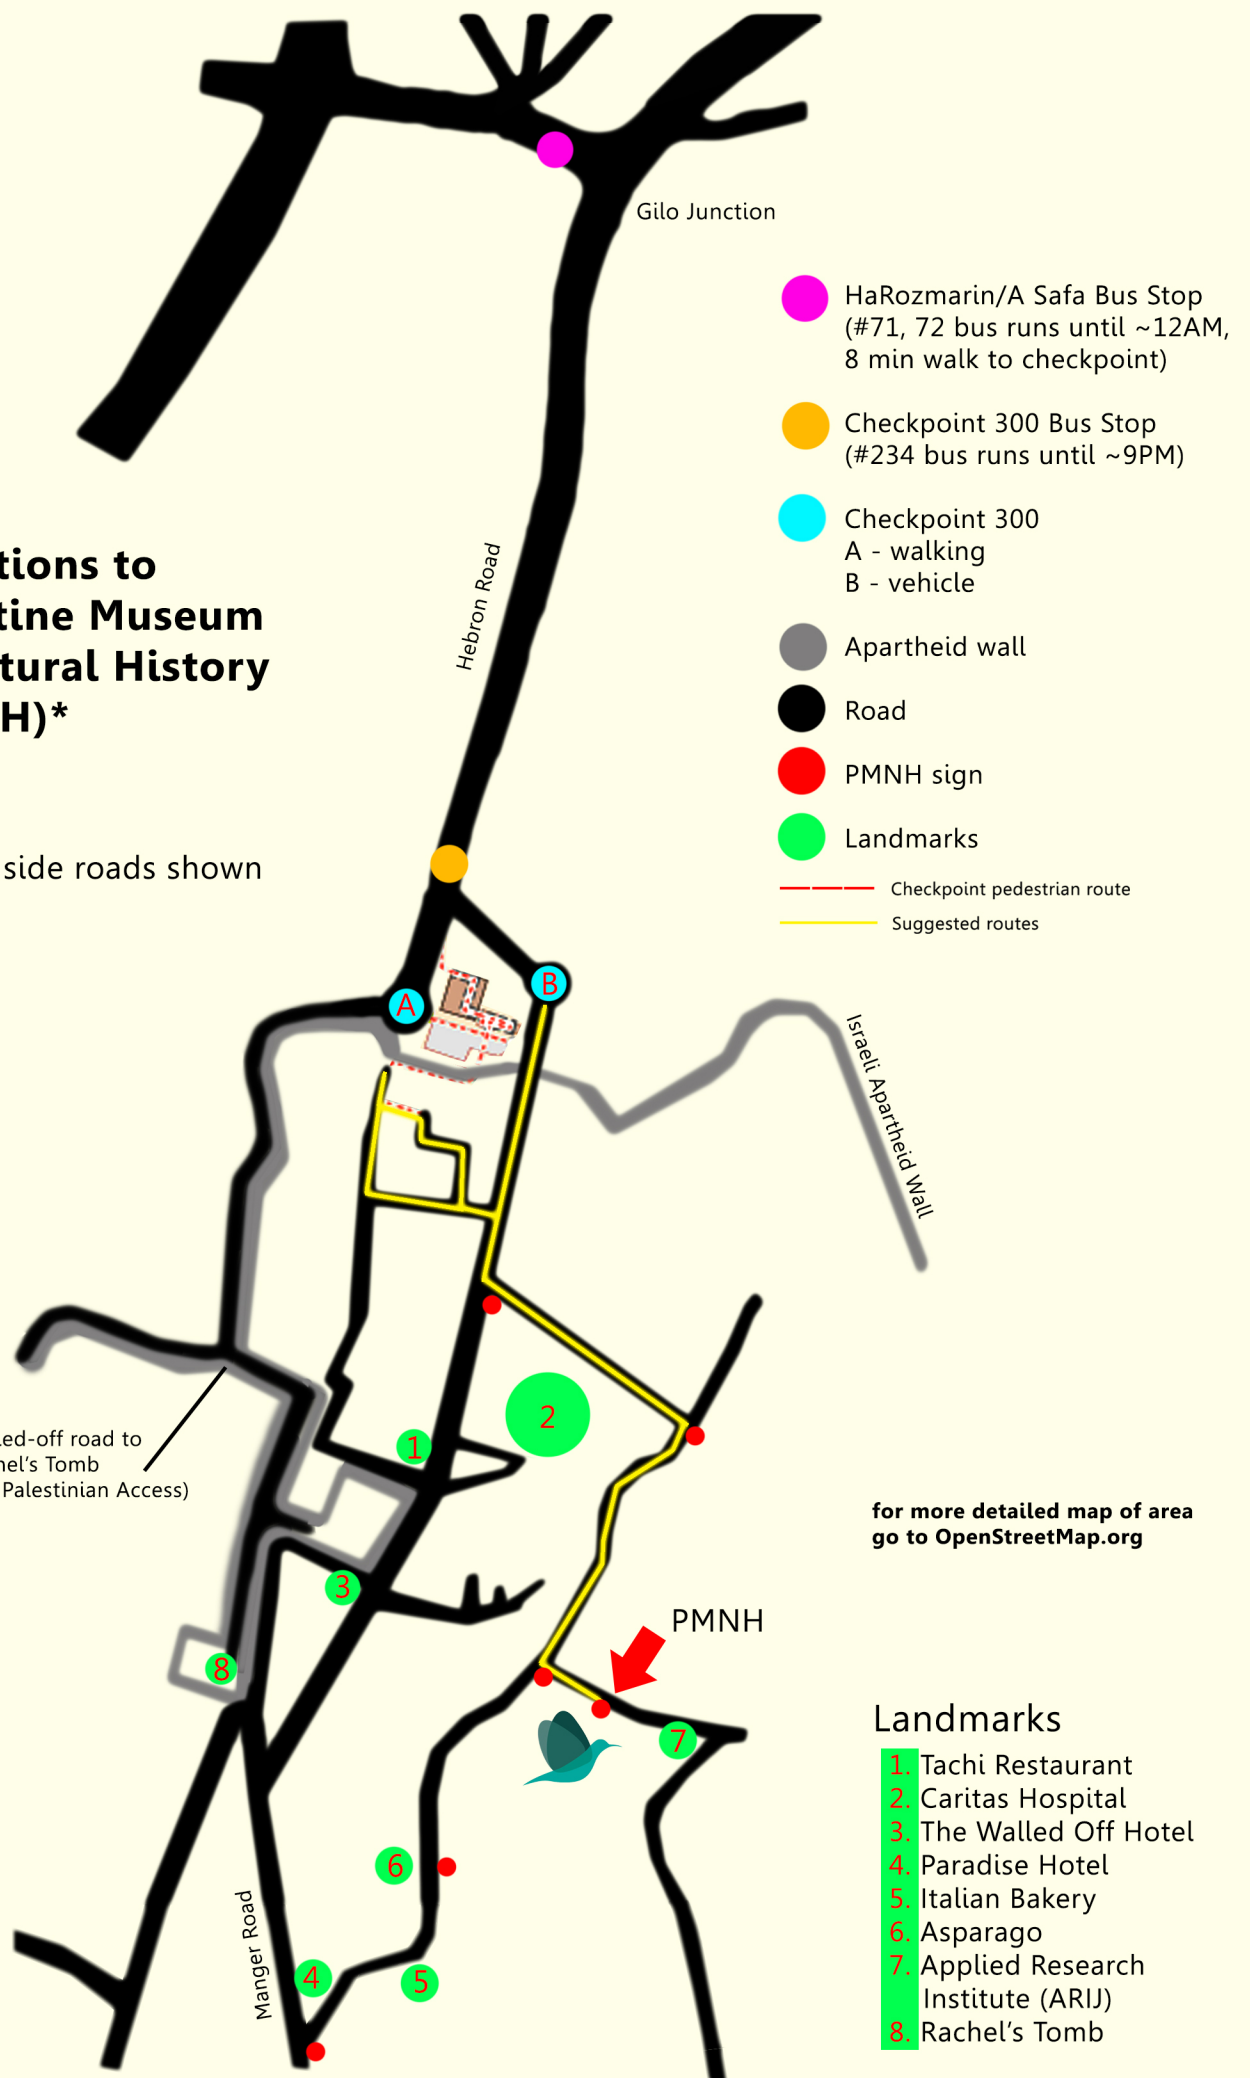 Gilo Junction
HaRozmarin/A Safa Bus Stop
(#71, 72 bus runs until ~12AM,
8 min walk to checkpoint)
Checkpoint 300 Bus Stop
(#234 bus runs until ~9PM)
Checkpoint 300
A - walking
B - vehicle
Apartheid wall
Road
PMNH sign
Landmarks
Checkpoint pedestrian route
Suggested routes
tions to
tine Museum
tural History
H)*
side roads shown
Hebron Road
A
B
Israeli Apartheid Wall
led-off road to
hel's Tomb
Palestinian Access)
1
2
3
for more detailed map of area
go to OpenStreetMap.org
PMNH
8
7
6
Manger Road
4
5
Landmarks
1. Tachi Restaurant
2. Caritas Hospital
3. The Walled Off Hotel
4. Paradise Hotel
5. Italian Bakery
6. Asparago
7. Applied Research
Institute (ARIJ)
8. Rachel's Tomb